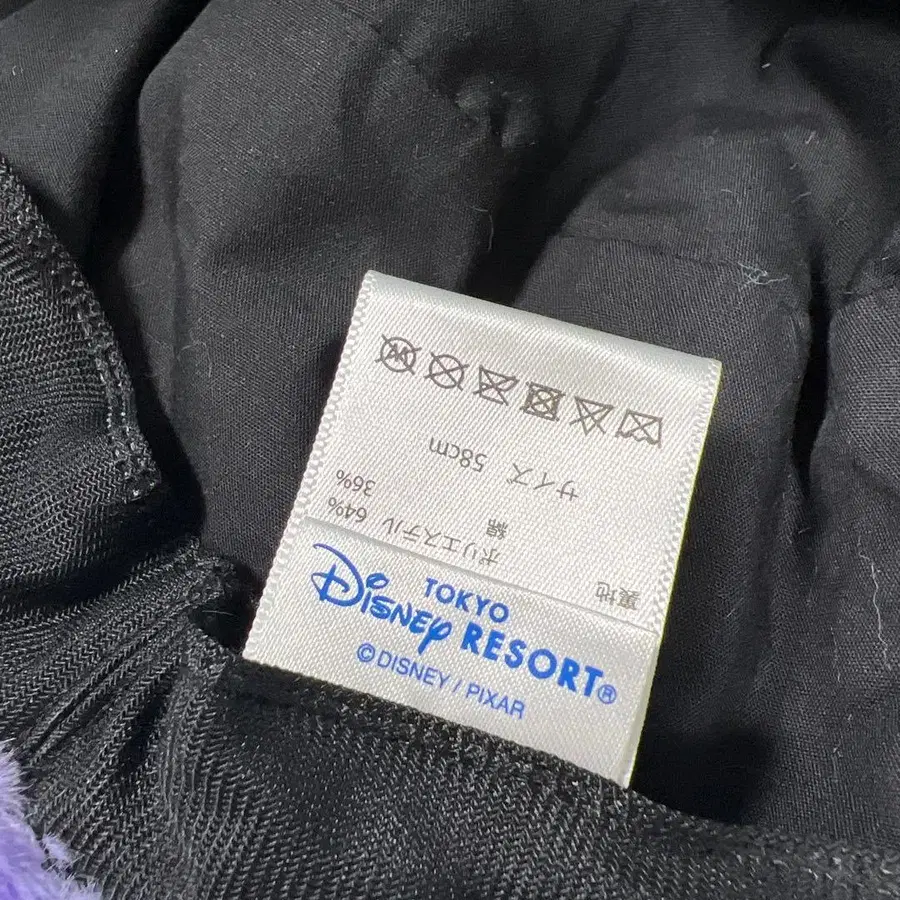 TOKYO
Disney RESORT®
©DISNEY / PIXAR
裏地
ポリエステル 64%
綿 36%
サイズ 58cm
W